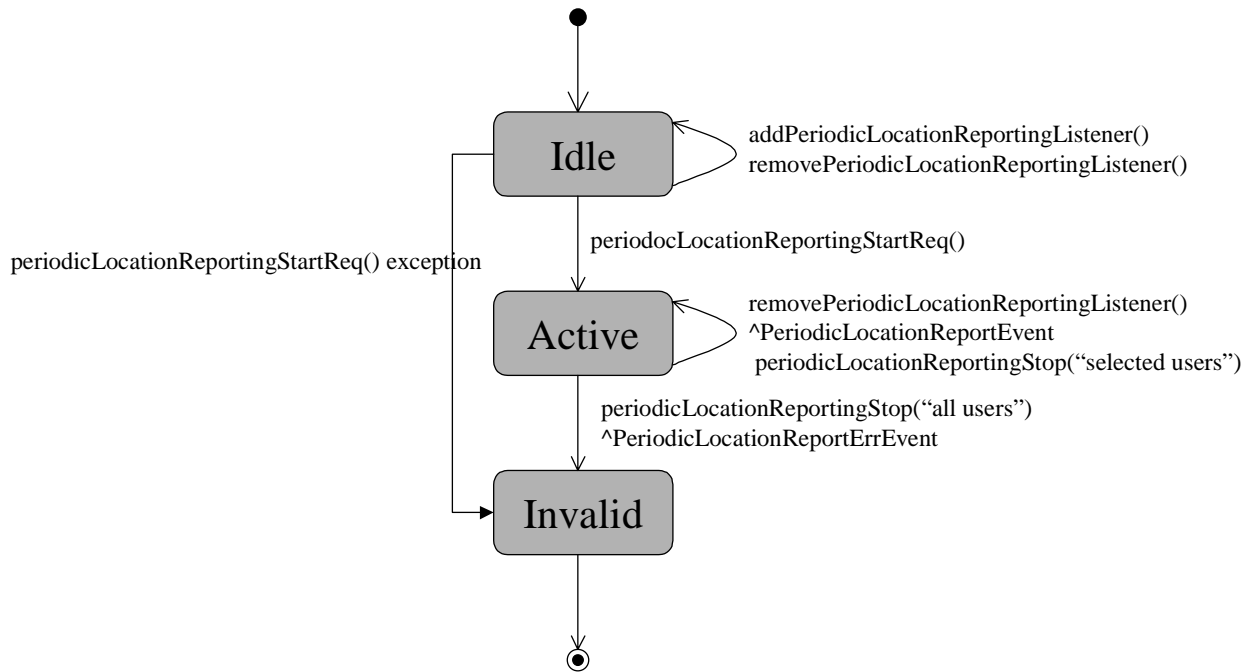 Idle
addPeriodicLocationReportingListener()
removePeriodicLocationReportingListener()
periodocLocationReportingStartReq()
periodicLocationReportingStartReq() exception
Active
removePeriodicLocationReportingListener()
^PeriodicLocationReportEvent
periodicLocationReportingStop(“selected users”)
periodicLocationReportingStop(“all users”)
^PeriodicLocationReportErrEvent
Invalid